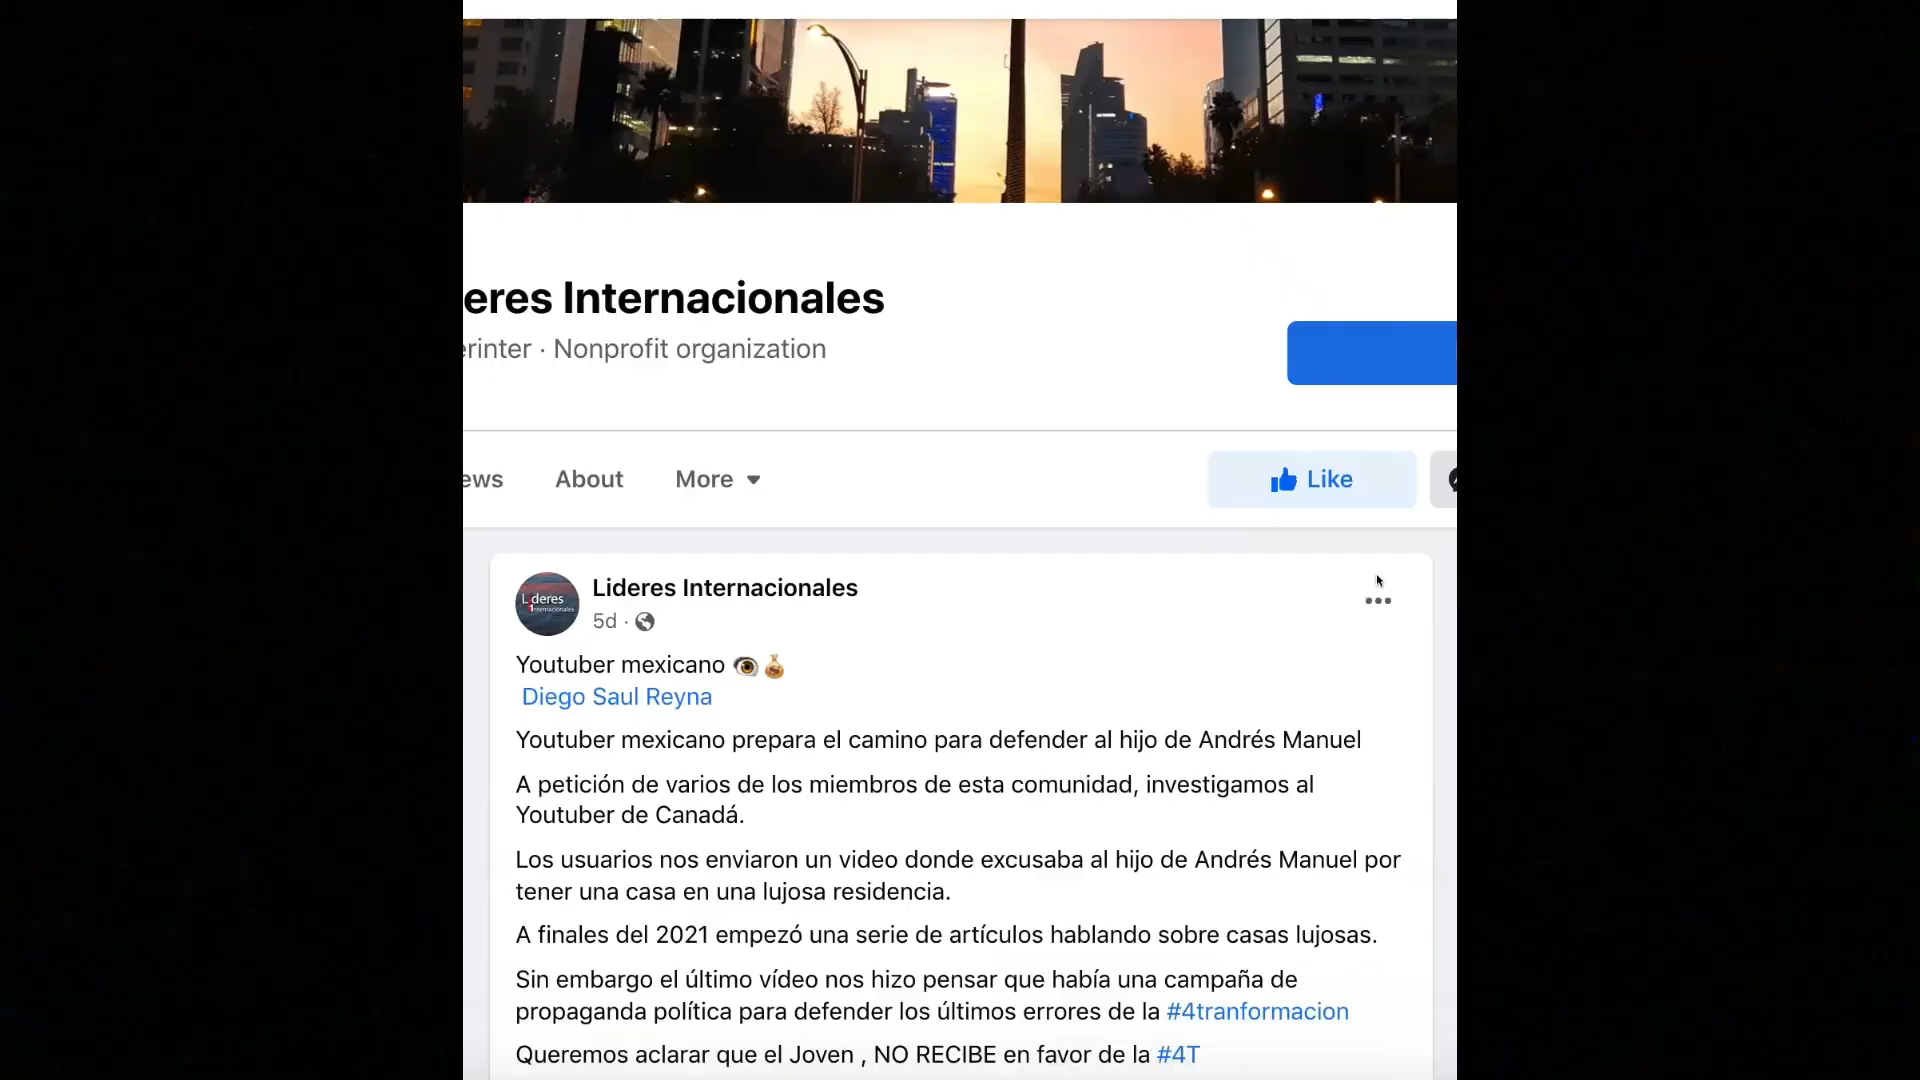 eres Internacionales
erinter · Nonprofit organization
ews About More Like
Lideres Internacionales
Lideres
Internacionales
5d ·
Youtuber mexicano 👁💰
Diego Saul Reyna
Youtuber mexicano prepara el camino para defender al hijo de Andrés Manuel
A petición de varios de los miembros de esta comunidad, investigamos al
Youtuber de Canadá.
Los usuarios nos enviaron un video donde excusaba al hijo de Andrés Manuel por
tener una casa en una lujosa residencia.
A finales del 2021 empezó una serie de artículos hablando sobre casas lujosas.
Sin embargo el último vídeo nos hizo pensar que había una campaña de
propaganda política para defender los últimos errores de la #4tranformacion
Queremos aclarar que el Joven , NO RECIBE en favor de la #4T